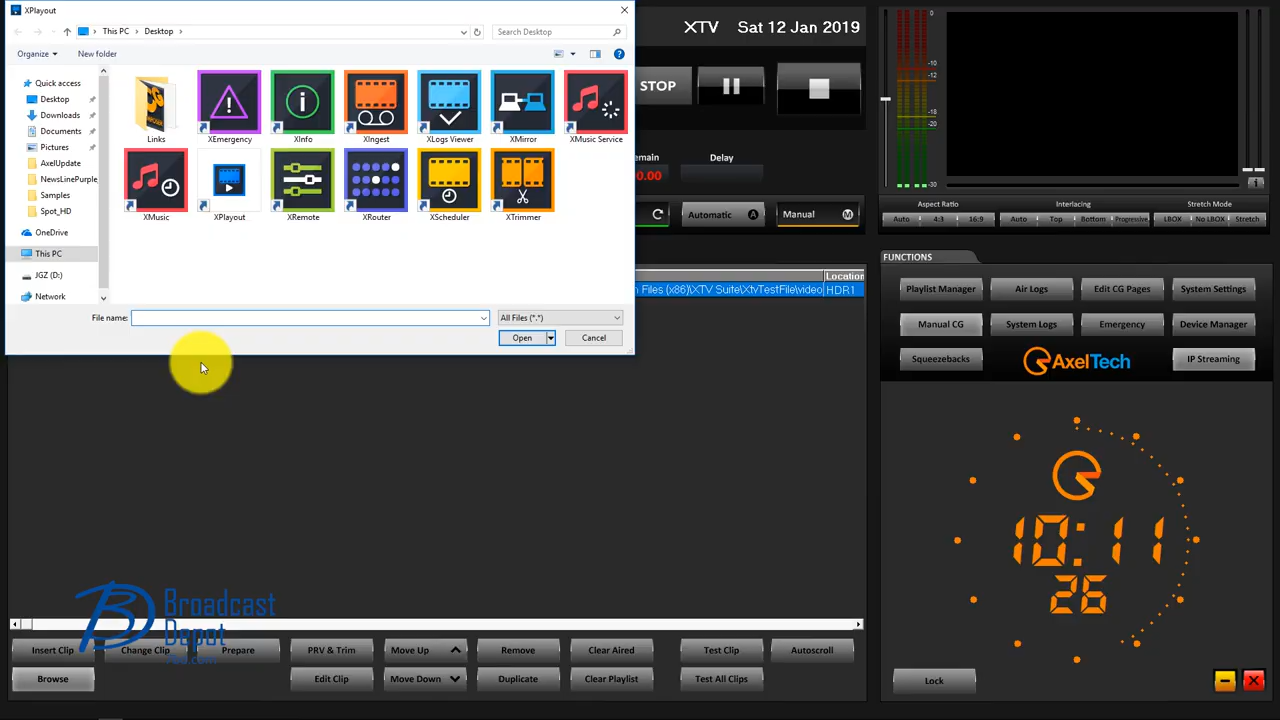 XPlayout
This PC
Desktop
Search Desktop
Organize
New folder
Quick access
Desktop
Downloads
Documents
Pictures
AxelUpdate
NewsLinePurple
Samples
Spot_HD
OneDrive
This PC
JGZ (D:)
Network
Links
XEmergency
XInfo
XIngest
XLogs Viewer
XMirror
XMusic Service
XMusic
XPlayout
XRemote
XRouter
XScheduler
XTrimmer
File name:
All Files (*.*)
Open
Cancel
XTV
Sat 12 Jan 2019
STOP
Delay
Automatic
A
Manual
M
Location
Files (x86)\XTV Suite\XtvTestFile\video
HDR1
0
-10
-12
-15
-18
-20
-30
Aspect Ratio
Interlacing
Stretch Mode
Auto
4:3
16:9
Auto
Top
Bottom
Progressive
LBOX
No LBOX
Stretch
FUNCTIONS
Playlist Manager
Air Logs
Edit CG Pages
System Settings
Manual CG
System Logs
Emergency
Device Manager
Squeezebacks
AxelTech
IP Streaming
10:11
26
Broadcast
Depot
Insert Clip
Change Clip
Prepare
PRV & Trim
Move Up
Remove
Clear Aired
Test Clip
Autoscroll
Browse
Edit Clip
Move Down
Duplicate
Clear Playlist
Test All Clips
Lock